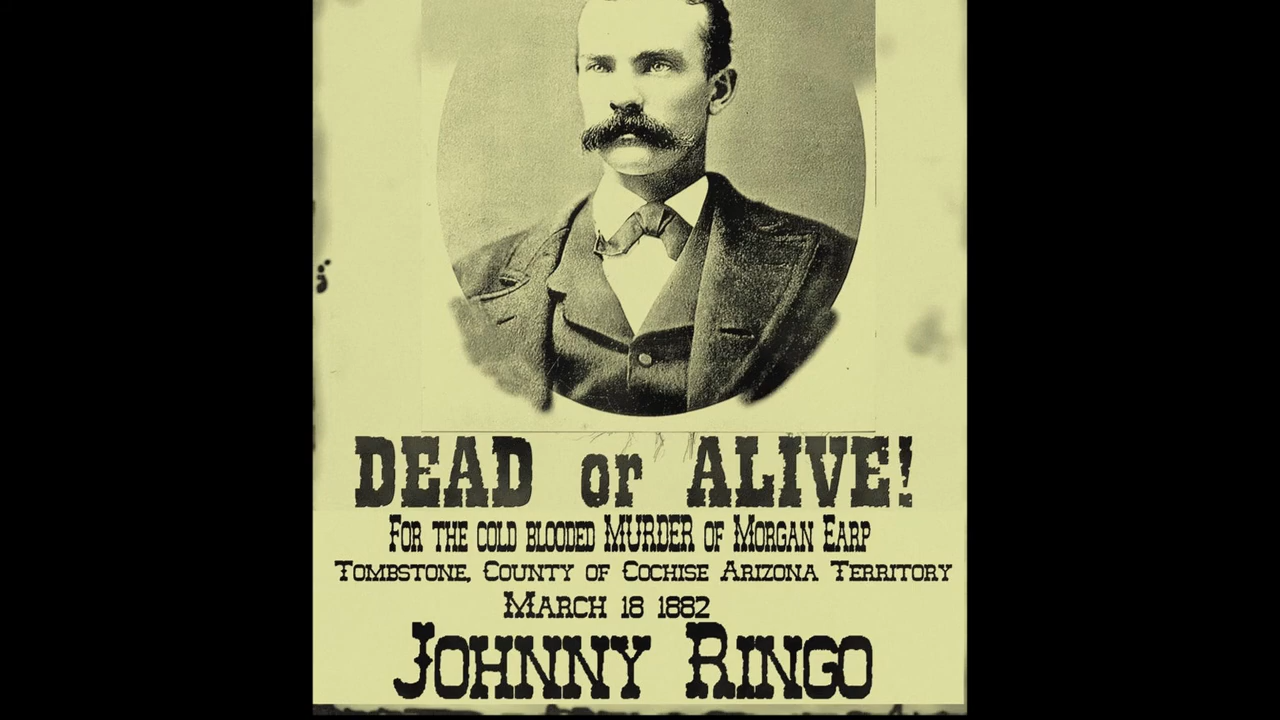 DEAD or ALIVE!
FOR THE COLD BLOODED MURDER OF MORGAN EARP
TOMBSTONE, COUNTY OF COCHISE ARIZONA TERRITORY
MARCH 18 1882
JOHNNY RINGO